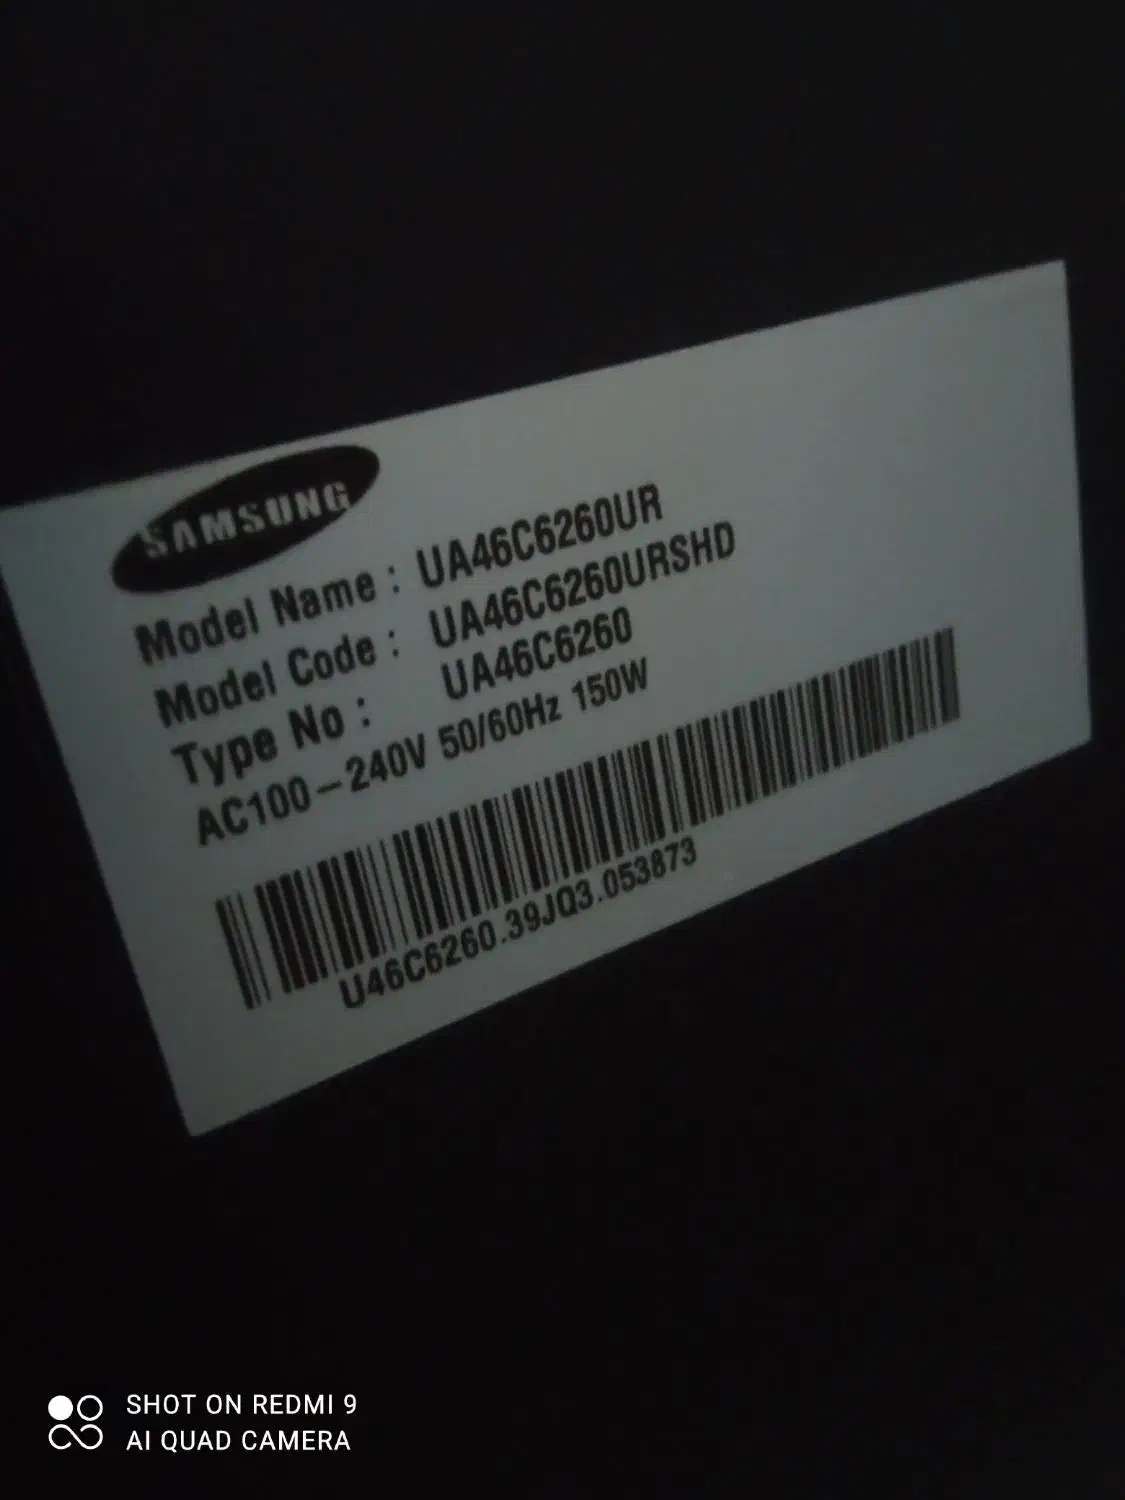 SAMSUNG
Model Name : UA46C6260UR
Model Code : UA46C6260URSHD
Type No : UA46C6260
AC100-240V 50/60Hz 150W
U46C6260.39JQ3.053873
SHOT ON REDMI 9
AI QUAD CAMERA